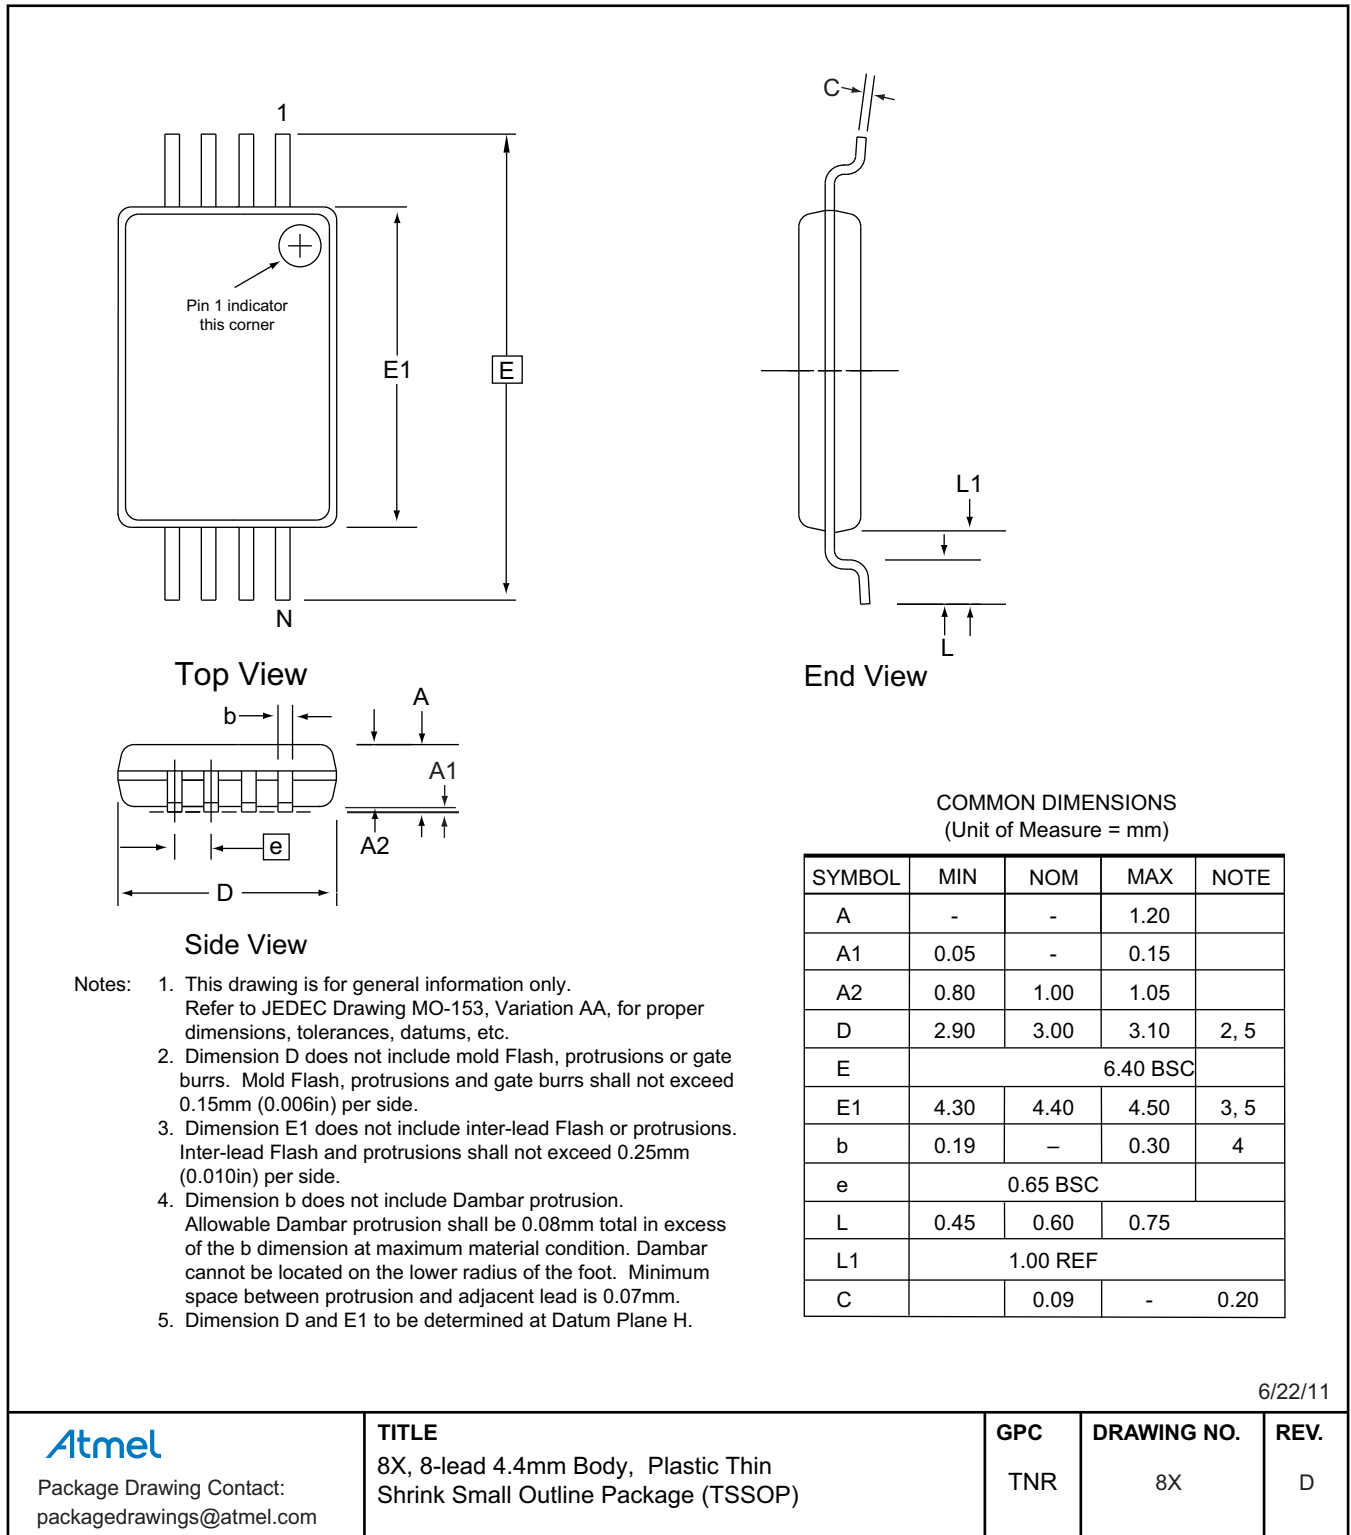 1
C
Pin 1 indicator
this corner
E1
E
L1
N
L
Top View
End View
b
A
A1
e
A2
D
Side View
COMMON DIMENSIONS
(Unit of Measure = mm)
SYMBOL MIN NOM MAX NOTE
A - - 1.20
A1 0.05 - 0.15
A2 0.80 1.00 1.05
D 2.90 3.00 3.10 2, 5
E 6.40 BSC
E1 4.30 4.40 4.50 3, 5
b 0.19 – 0.30 4
e 0.65 BSC
L 0.45 0.60 0.75
L1 1.00 REF
C 0.09 - 0.20
Notes: 1. This drawing is for general information only.
Refer to JEDEC Drawing MO-153, Variation AA, for proper
dimensions, tolerances, datums, etc.
2. Dimension D does not include mold Flash, protrusions or gate
burrs. Mold Flash, protrusions and gate burrs shall not exceed
0.15mm (0.006in) per side.
3. Dimension E1 does not include inter-lead Flash or protrusions.
Inter-lead Flash and protrusions shall not exceed 0.25mm
(0.010in) per side.
4. Dimension b does not include Dambar protrusion.
Allowable Dambar protrusion shall be 0.08mm total in excess
of the b dimension at maximum material condition. Dambar
cannot be located on the lower radius of the foot. Minimum
space between protrusion and adjacent lead is 0.07mm.
5. Dimension D and E1 to be determined at Datum Plane H.
6/22/11
Atmel
Package Drawing Contact:
packagedrawings@atmel.com
TITLE
8X, 8-lead 4.4mm Body, Plastic Thin
Shrink Small Outline Package (TSSOP)
GPC
TNR
DRAWING NO.
8X
REV.
D